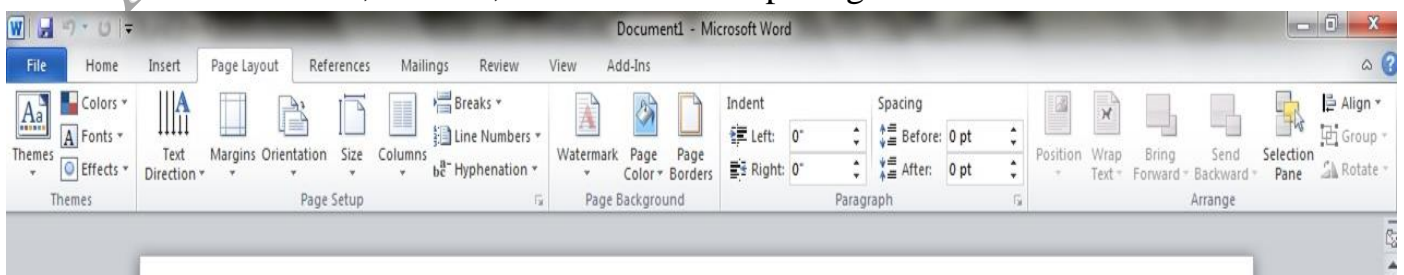 Document1 - Microsoft Word
File Home Insert Page Layout References Mailings Review View Add-Ins
Aa Colors A Breaks Indent Spacing Align
A Fonts Line Numbers Left: 0" Before: 0 pt Group
Themes Effects Text Direction Margins Orientation Size Columns bc Hyphenation Watermark Page Color Page Borders Right: 0" After: 0 pt Position Wrap Text Bring Forward Send Backward Selection Pane Rotate
Themes Page Setup Page Background Paragraph Arrange